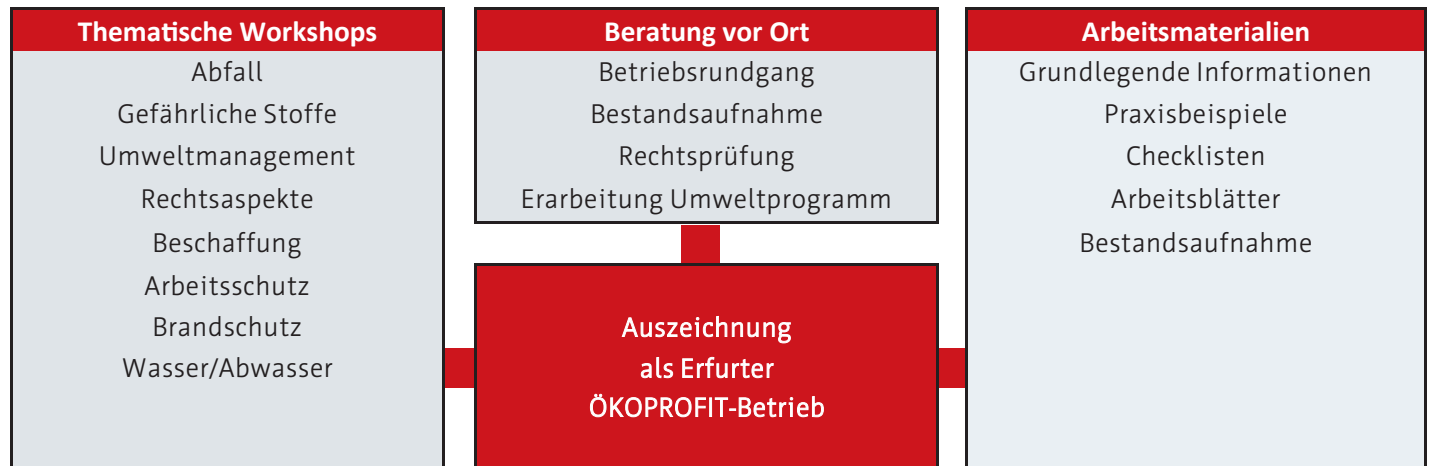 Thematische Workshops
Abfall
Gefährliche Stoffe
Umweltmanagement
Rechtsaspekte
Beschaffung
Arbeitsschutz
Brandschutz
Wasser/Abwasser
Beratung vor Ort
Betriebsrundgang
Bestandsaufnahme
Rechtsprüfung
Erarbeitung Umweltprogramm
Auszeichnung
als Erfurter
ÖKOPROFIT-Betrieb
Arbeitsmaterialien
Grundlegende Informationen
Praxisbeispiele
Checklisten
Arbeitsblätter
Bestandsaufnahme